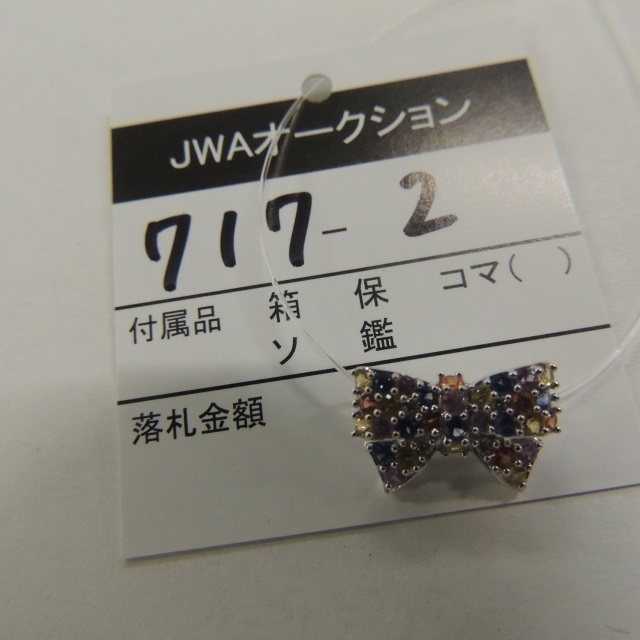 JWAオークション
717-2
付属品 箱 保 コマ( )
ソ 鑑
落札金額